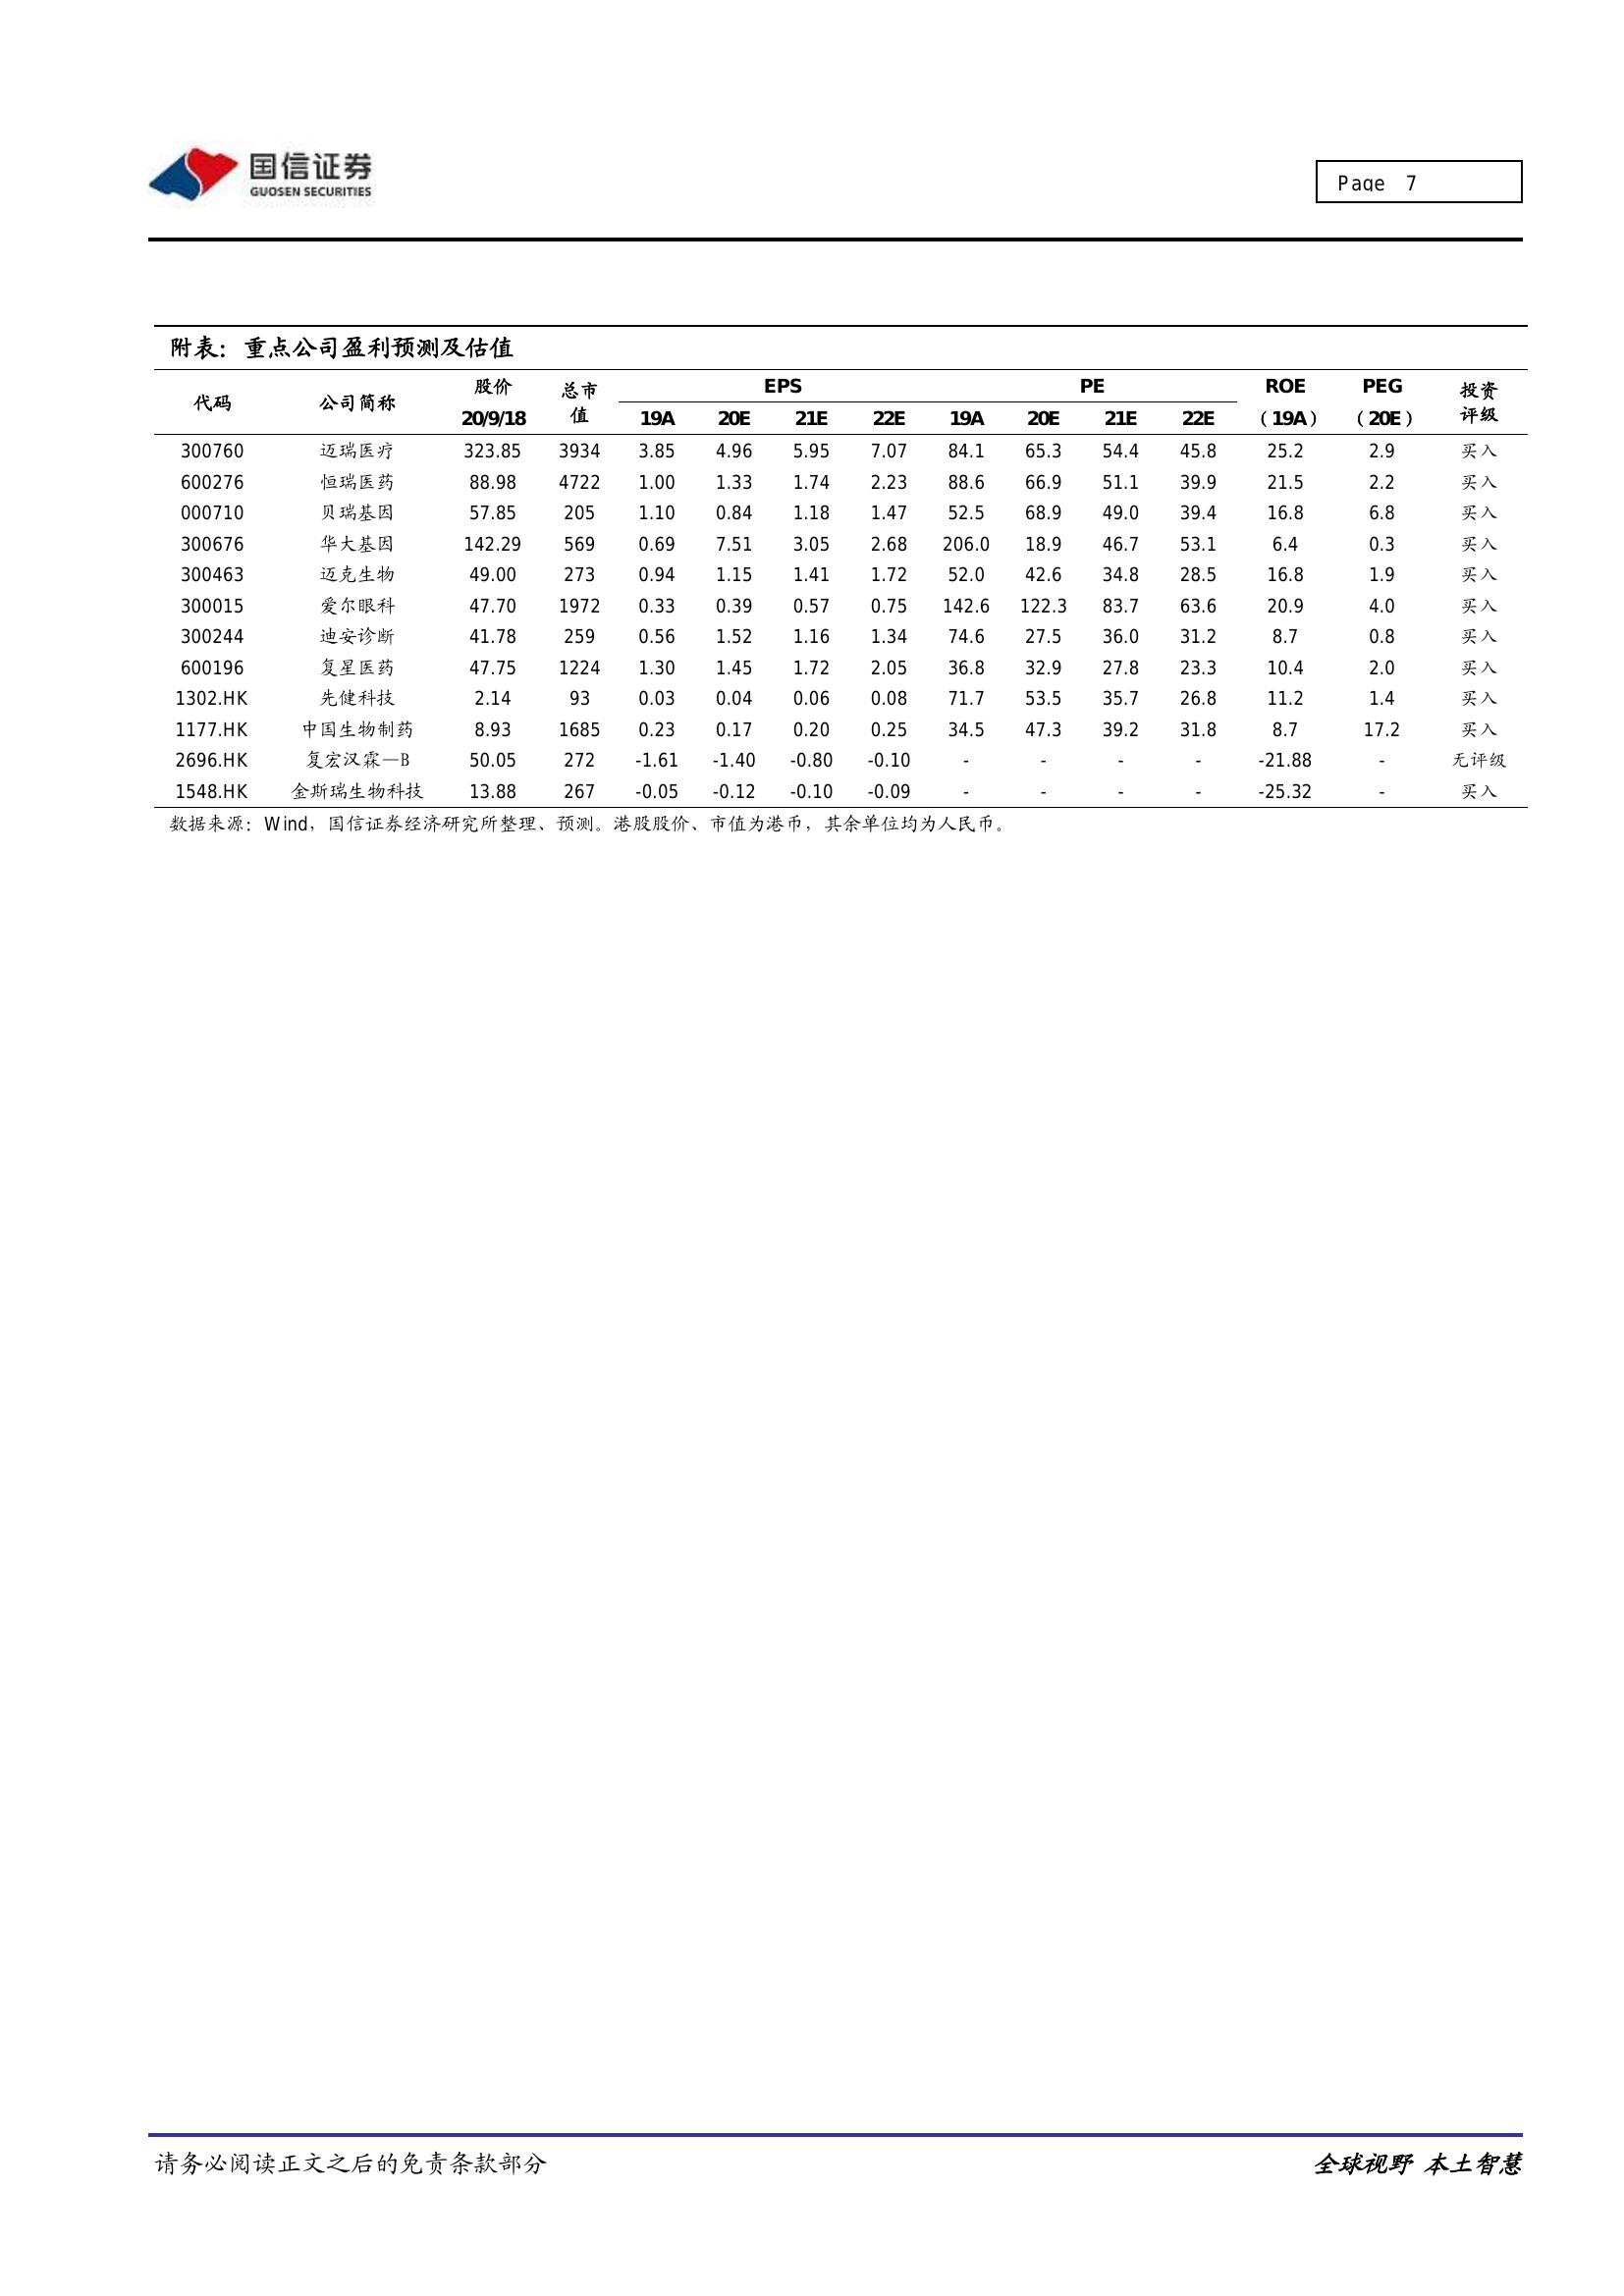 国信证券
GUOSEN SECURITIES
Page 7
附表：重点公司盈利预测及估值
代码 公司简称 股价 总市值 EPS PE ROE PEG 投资评级
20/9/18 19A 20E 21E 22E 19A 20E 21E 22E （19A） （20E）
300760 迈瑞医疗 323.85 3934 3.85 4.96 5.95 7.07 84.1 65.3 54.4 45.8 25.2 2.9 买入
600276 恒瑞医药 88.98 4722 1.00 1.33 1.74 2.23 88.6 66.9 51.1 39.9 21.5 2.2 买入
000710 贝瑞基因 57.85 205 1.10 0.84 1.18 1.47 52.5 68.9 49.0 39.4 16.8 6.8 买入
300676 华大基因 142.29 569 0.69 7.51 3.05 2.68 206.0 18.9 46.7 53.1 6.4 0.3 买入
300463 迈克生物 49.00 273 0.94 1.15 1.41 1.72 52.0 42.6 34.8 28.5 16.8 1.9 买入
300015 爱尔眼科 47.70 1972 0.33 0.39 0.57 0.75 142.6 122.3 83.7 63.6 20.9 4.0 买入
300244 迪安诊断 41.78 259 0.56 1.52 1.16 1.34 74.6 27.5 36.0 31.2 8.7 0.8 买入
600196 复星医药 47.75 1224 1.30 1.45 1.72 2.05 36.8 32.9 27.8 23.3 10.4 2.0 买入
1302.HK 先健科技 2.14 93 0.03 0.04 0.06 0.08 71.7 53.5 35.7 26.8 11.2 1.4 买入
1177.HK 中国生物制药 8.93 1685 0.23 0.17 0.20 0.25 34.5 47.3 39.2 31.8 8.7 17.2 买入
2696.HK 复宏汉霖—B 50.05 272 -1.61 -1.40 -0.80 -0.10 - - - - -21.88 - 无评级
1548.HK 金斯瑞生物科技 13.88 267 -0.05 -0.12 -0.10 -0.09 - - - - -25.32 - 买入
数据来源：Wind，国信证券经济研究所整理、预测。港股股价、市值为港币，其余单位均为人民币。
请务必阅读正文之后的免责条款部分 全球视野 本土智慧